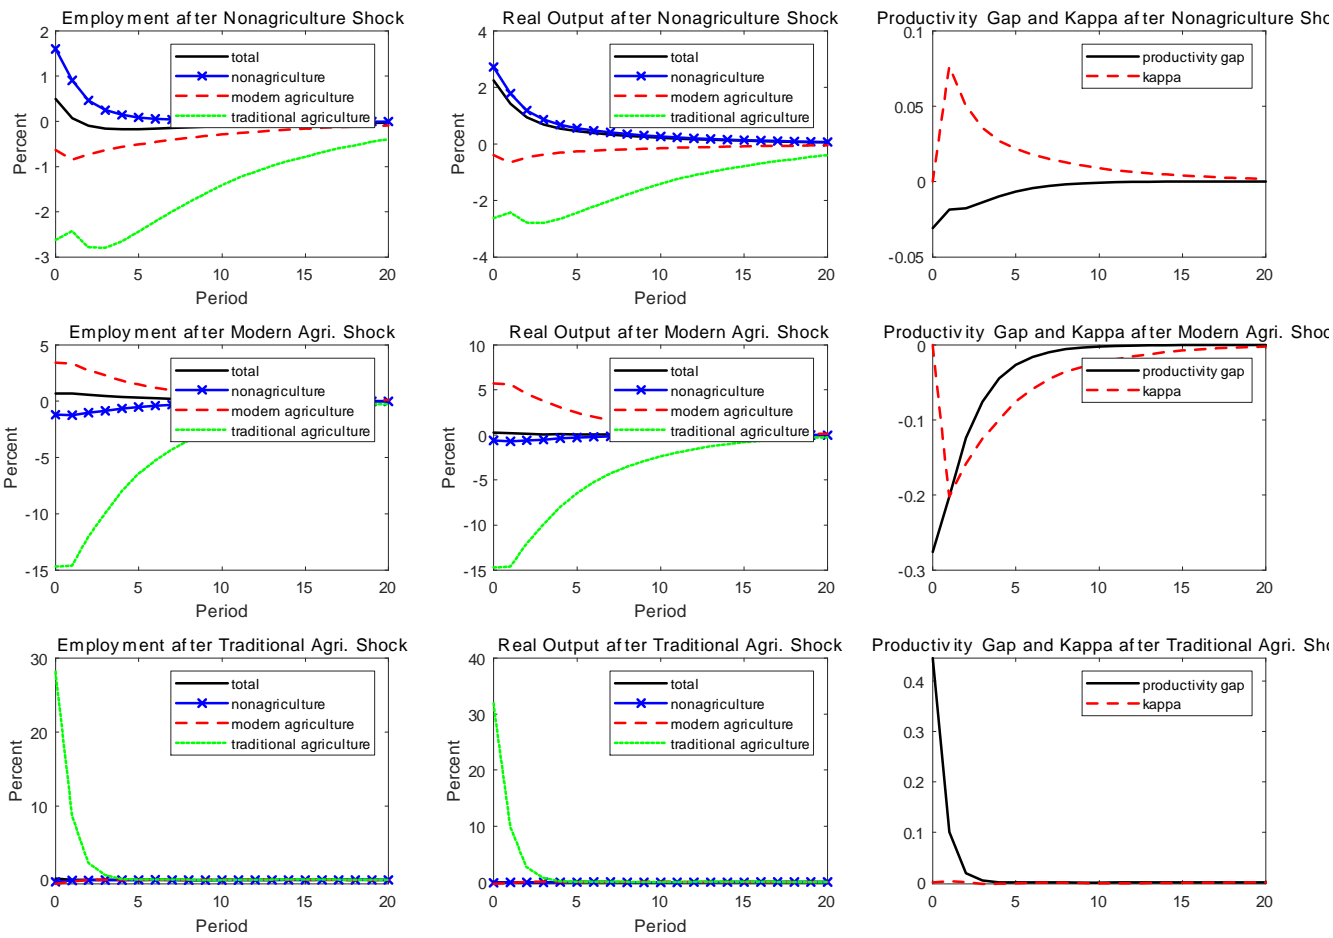 Employment after Nonagriculture Shock
2
1
0
-1
-2
-3
Percent
0 5 10 15 20
Period
total
nonagriculture
modern agriculture
traditional agriculture
Real Output after Nonagriculture Shock
4
2
0
-2
-4
Percent
0 5 10 15 20
Period
total
nonagriculture
modern agriculture
traditional agriculture
Productivity Gap and Kappa after Nonagriculture Sho
0.1
0.05
0
-0.05
0 5 10 15 20
productivity gap
kappa
Employment after Modern Agri. Shock
5
0
-5
-10
-15
Percent
0 5 10 15 20
Period
total
nonagriculture
modern agriculture
traditional agriculture
Real Output after Modern Agri. Shock
10
5
0
-5
-10
-15
Percent
0 5 10 15 20
Period
total
nonagriculture
modern agriculture
traditional agriculture
Productivity Gap and Kappa after Modern Agri. Shoc
0
-0.1
-0.2
-0.3
0 5 10 15 20
productivity gap
kappa
Employment after Traditional Agri. Shock
30
20
10
0
Percent
0 5 10 15 20
Period
total
nonagriculture
modern agriculture
traditional agriculture
Real Output after Traditional Agri. Shock
40
30
20
10
0
Percent
0 5 10 15 20
Period
total
nonagriculture
modern agriculture
traditional agriculture
Productivity Gap and Kappa after Traditional Agri. Sho
0.4
0.3
0.2
0.1
0
0 5 10 15 20
productivity gap
kappa